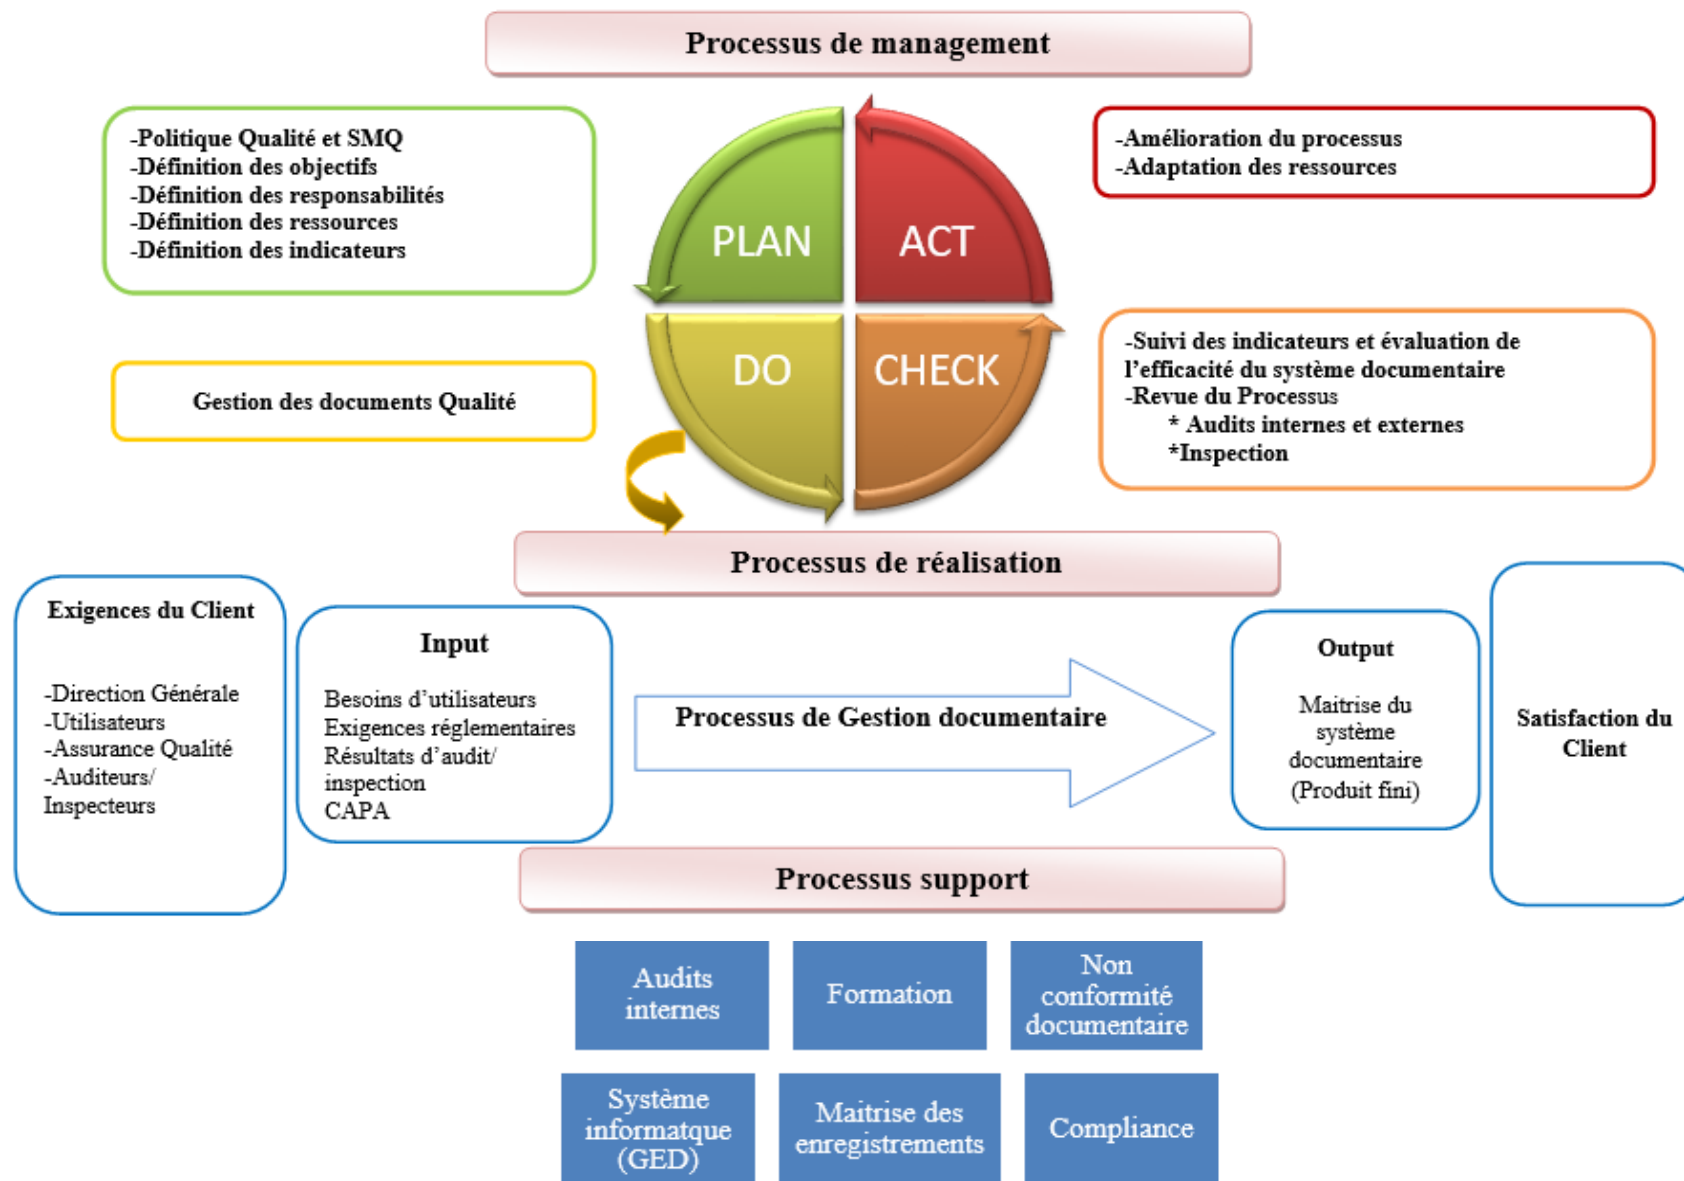 Processus de management
-Politique Qualité et SMQ
-Définition des objectifs
-Définition des responsabilités
-Définition des ressources
-Définition des indicateurs
PLAN
ACT
-Amélioration du processus
-Adaptation des ressources
Gestion des documents Qualité
DO
CHECK
-Suivi des indicateurs et évaluation de
l’efficacité du système documentaire
-Revue du Processus
* Audits internes et externes
*Inspection
Processus de réalisation
Exigences du Client
-Direction Générale
-Utilisateurs
-Assurance Qualité
-Auditeurs/
Inspecteurs
Input
Besoins d’utilisateurs
Exigences réglementaires
Résultats d’audit/
inspection
CAPA
Processus de Gestion documentaire
Output
Maitrise du
système
documentaire
(Produit fini)
Satisfaction du
Client
Processus support
Audits
internes
Formation
Non
conformité
documentaire
Système
informatque
(GED)
Maitrise des
enregistrements
Compliance